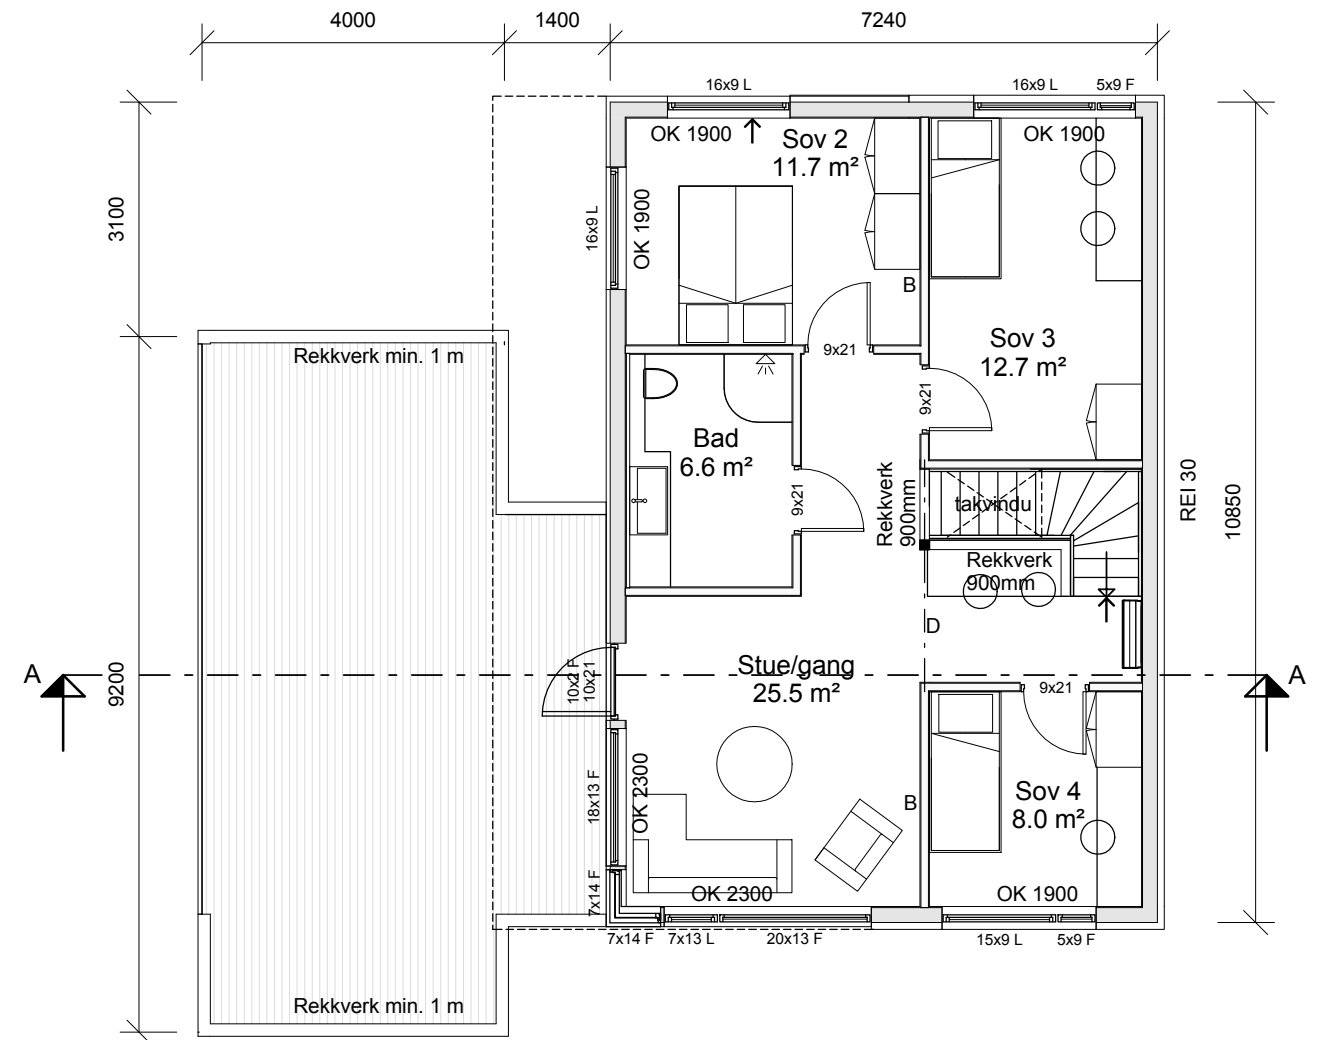 4000
1400
7240
16x9 L
16x9 L
5x9 F
OK 1900
Sov 2
11.7 m²
OK 1900
3100
16x9 L
OK 1900
B
Sov 3
12.7 m²
Rekkverk min. 1 m
9x21
9x21
Bad
6.6 m²
9x21
Rekkverk
900mm
takvindu
REI 30
10850
Rekkverk
900mm
D
A
Stue/gang
25.5 m²
10x2 F
10x21
9x21
A
9200
18x13 F
OK 2300
B
Sov 4
8.0 m²
7x14 F
OK 2300
OK 1900
7x14 F
7x13 L
20x13 F
15x9 L
5x9 F
Rekkverk min. 1 m